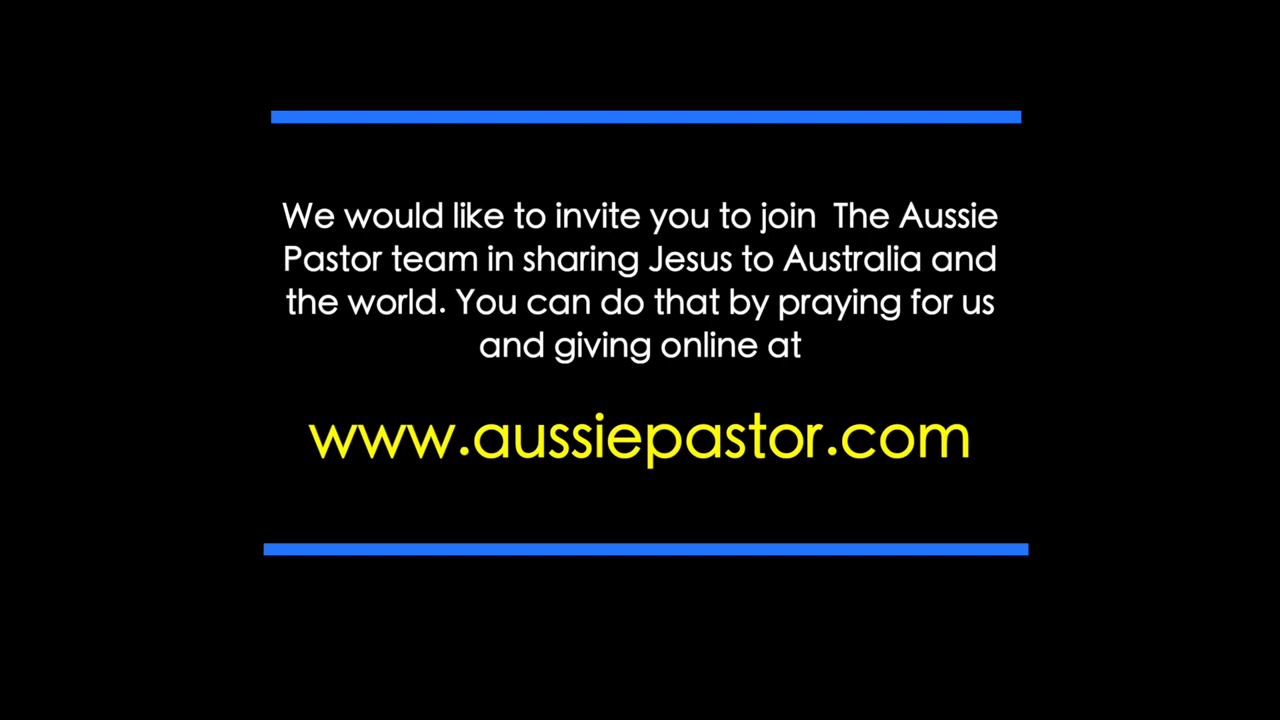 We would like to invite you to join  The Aussie
Pastor team in sharing Jesus to Australia and
the world. You can do that by praying for us
and giving online at
www.aussiepastor.com